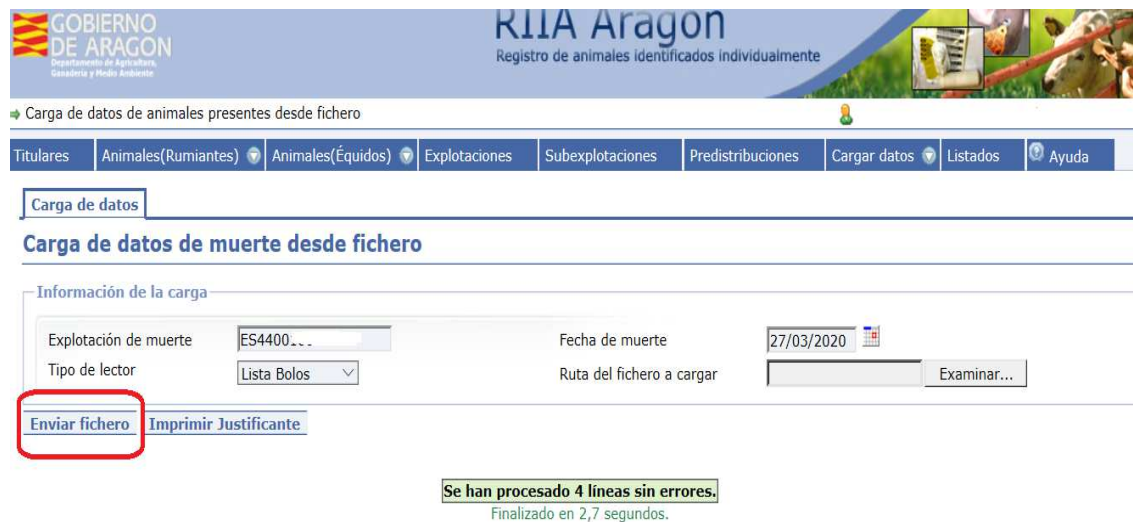 GOBIERNO
DE ARAGON
Departamento de Agricultura,
Ganadería y Medio Ambiente
RIIA Aragon
Registro de animales identificados individualmente
Carga de datos de animales presentes desde fichero
Titulares Animales(Rumiantes) Animales(Équidos) Explotaciones Subexplotaciones Predistribuciones Cargar datos Listados Ayuda
Carga de datos
Carga de datos de muerte desde fichero
Información de la carga
Explotación de muerte ES4400 Fecha de muerte 27/03/2020
Tipo de lector Lista Bolos Ruta del fichero a cargar Examinar...
Enviar fichero Imprimir Justificante
Se han procesado 4 líneas sin errores.
Finalizado en 2,7 segundos.